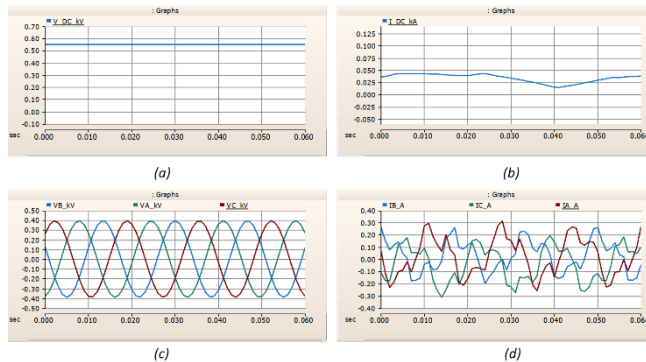 : Graphs
V_DC_kV
0.70
0.60
0.50
0.40
0.30
0.20
0.10
0.00
-0.10
sec 0.000 0.010 0.020 0.030 0.040 0.050 0.060
(a)
: Graphs
I_DC_kA
0.125
0.100
0.075
0.050
0.025
0.000
-0.025
-0.050
sec 0.000 0.010 0.020 0.030 0.040 0.050 0.060
(b)
: Graphs
VB_kV VA_kV VC_kV
0.50
0.40
0.30
0.20
0.10
0.00
-0.10
-0.20
-0.30
-0.40
-0.50
sec 0.000 0.010 0.020 0.030 0.040 0.050 0.060
(c)
: Graphs
IB_A IC_A IA_A
0.40
0.30
0.20
0.10
0.00
-0.10
-0.20
-0.30
-0.40
sec 0.000 0.010 0.020 0.030 0.040 0.050 0.060
(d)